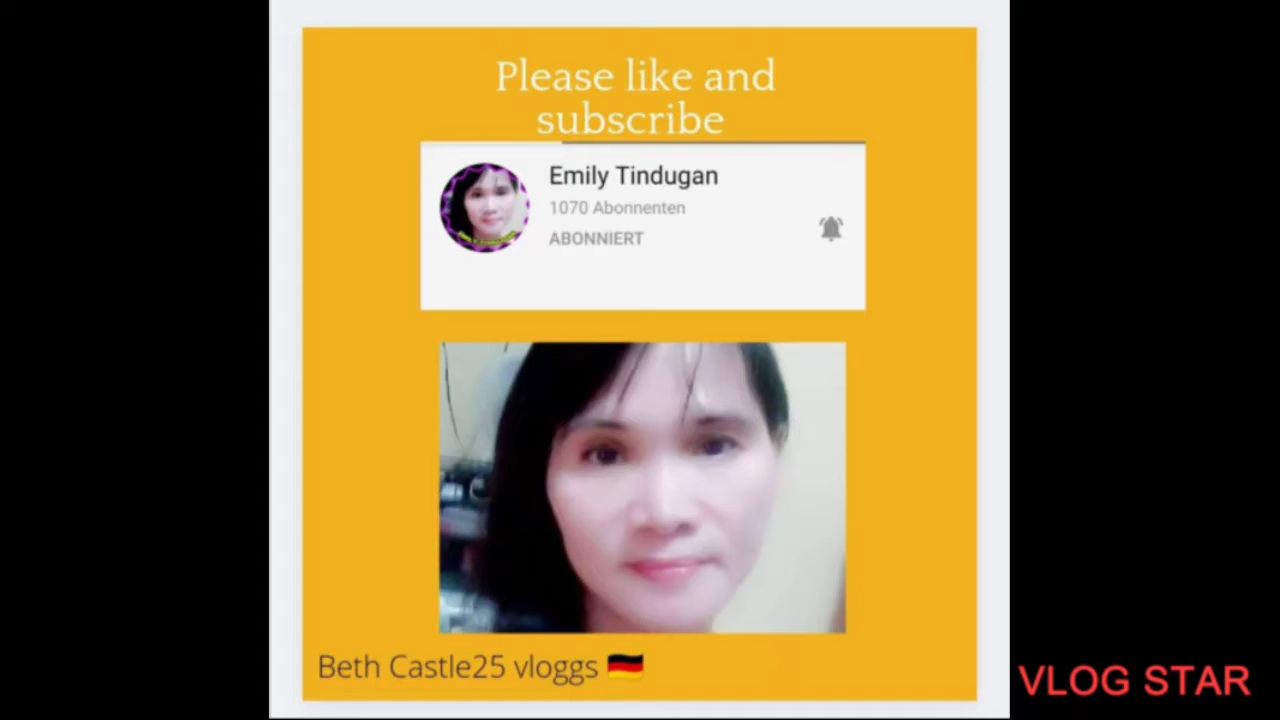 Please like and
subscribe
Emily Tindugan
1070 Abonnenten
ABONNIERT
Beth Castle25 vloggs 🇩🇪
VLOG STAR